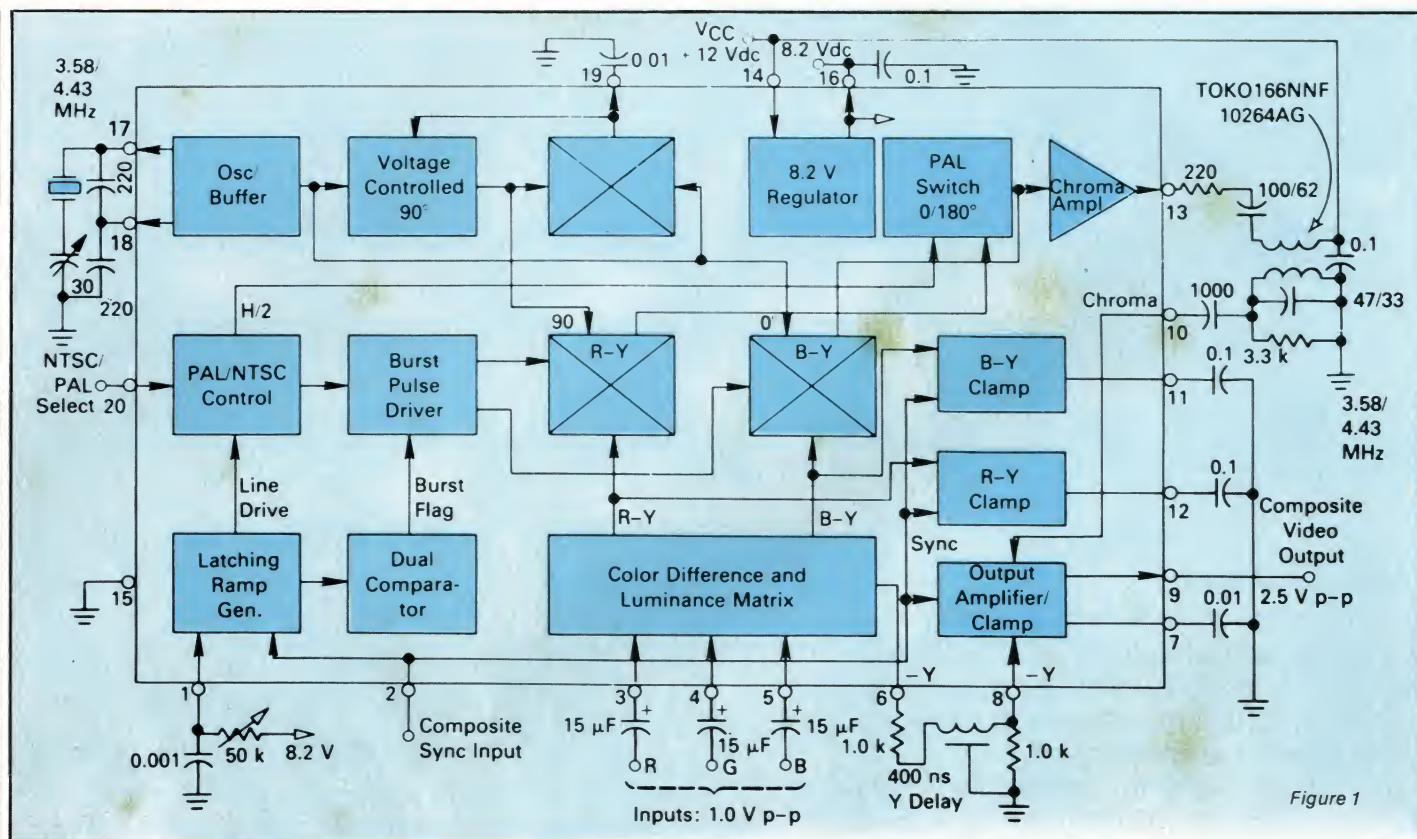 VCC
+ 12 Vdc
8.2 Vdc
0 01
0.1
19
14
16
3.58/
4.43
MHz
TOKO166NNF
10264AG
17
220
18
30
220
Osc/
Buffer
Voltage
Controlled
90°
8.2 V
Regulator
PAL
Switch
0/180°
Chroma
Ampl
220
13
100/62
0.1
H/2
1000
47/33
Chroma
10
3.3 k
NTSC/
PAL
Select 20
PAL/NTSC
Control
Burst
Pulse
Driver
90
R-Y
0°
B-Y
B-Y
Clamp
0.1
11
3.58/
4.43
MHz
Line
Drive
Burst
Flag
R-Y
B-Y
R-Y
Clamp
0.1
12
Sync
Composite
Video
Output
15
Latching
Ramp
Gen.
Dual
Compara-
tor
Color Difference and
Luminance Matrix
Output
Amplifier/
Clamp
9
2.5 V p-p
0.01
7
1
2
3
4
5
6
-Y
8
-Y
0.001
50 k
8.2 V
Composite
Sync Input
15 µF
15 µF
15 µF
R
G
B
1.0 k
1.0 k
400 ns
Y Delay
Inputs: 1.0 V p-p
Figure 1